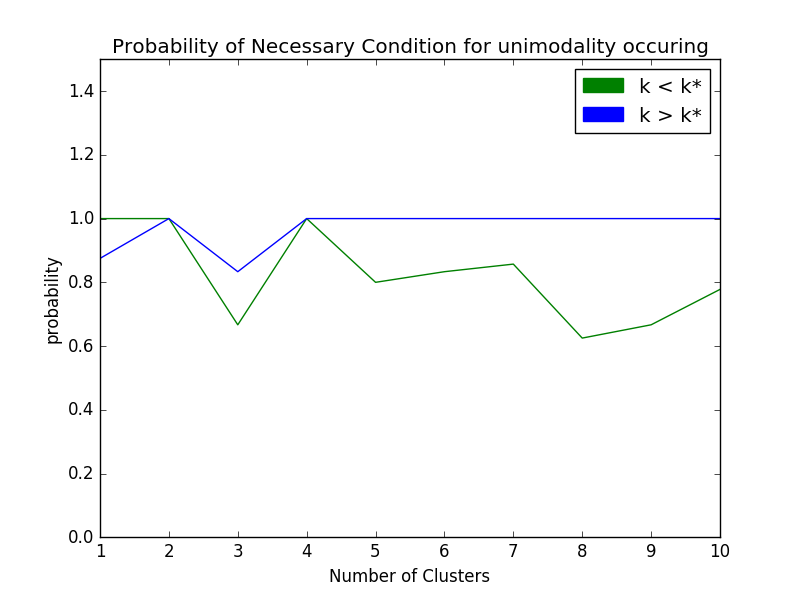 Probability of Necessary Condition for unimodality occuring
k < k*
k > k*
1.4
1.2
1.0
0.8
0.6
0.4
0.2
0.0
probability
1 2 3 4 5 6 7 8 9 10
Number of Clusters